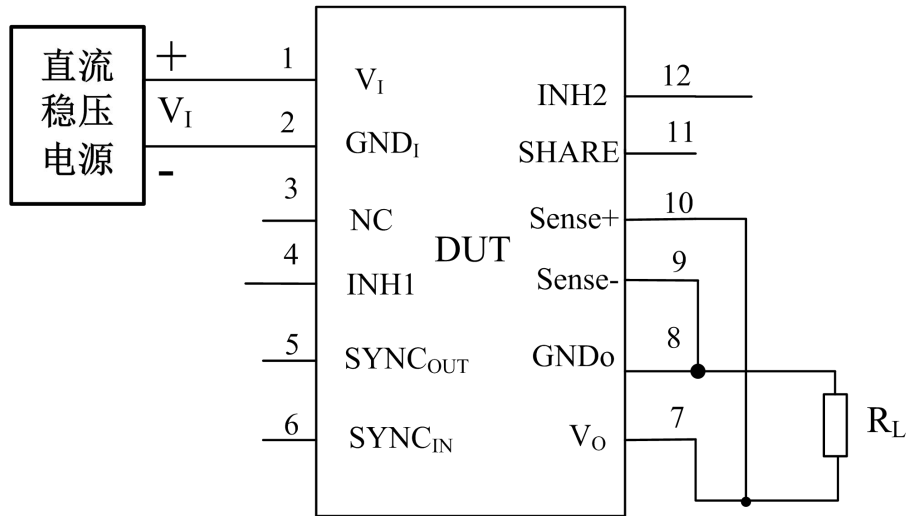 直流
稳压
电源
+
V_I
-
1
V_I
2
GND_I
3
NC
4
INH1
5
SYNC_OUT
6
SYNC_IN
DUT
12
INH2
11
SHARE
10
Sense+
9
Sense-
8
GNDo
7
V_O
R_L